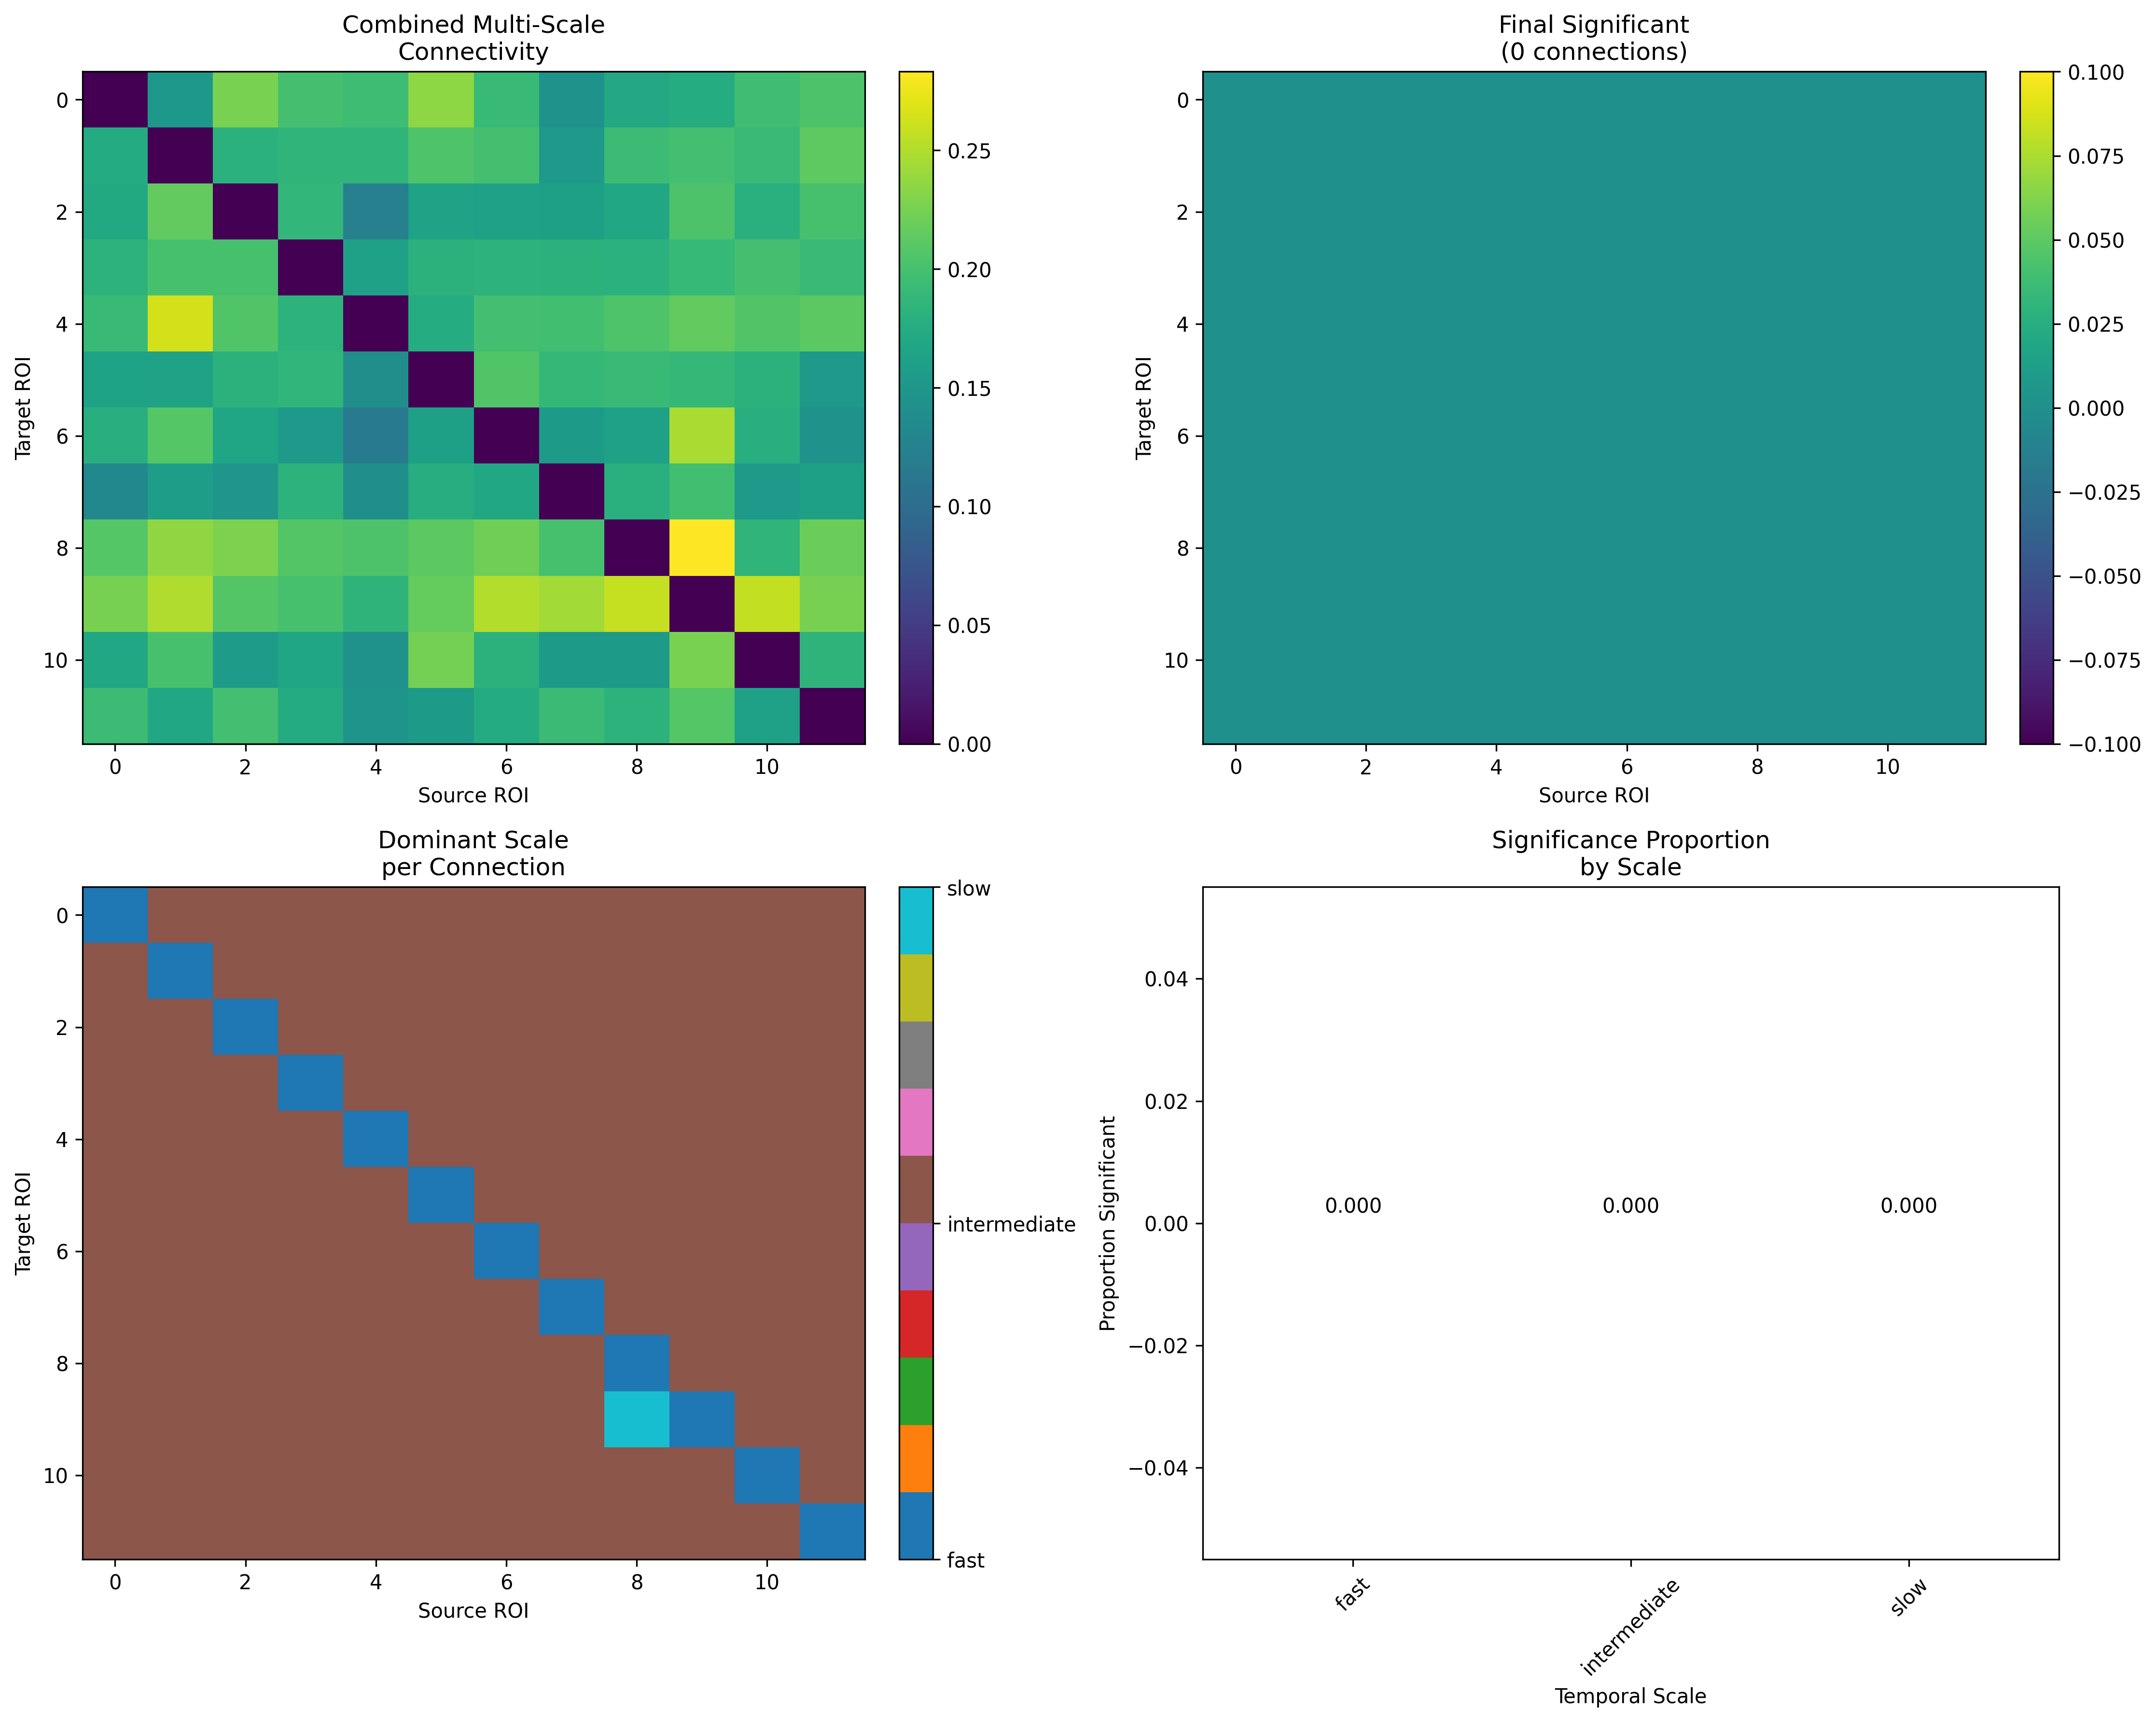 Combined Multi-Scale
Connectivity
0
2
4
6
8
10
Target ROI
0 2 4 6 8 10
Source ROI
0.25
0.20
0.15
0.10
0.05
0.00
Final Significant
(0 connections)
0
2
4
6
8
10
Target ROI
0 2 4 6 8 10
Source ROI
0.100
0.075
0.050
0.025
0.000
−0.025
−0.050
−0.075
−0.100
Dominant Scale
per Connection
0
2
4
6
8
10
Target ROI
0 2 4 6 8 10
Source ROI
slow
intermediate
fast
Significance Proportion
by Scale
0.04
0.02
0.00
−0.02
−0.04
Proportion Significant
0.000 0.000 0.000
fast intermediate slow
Temporal Scale